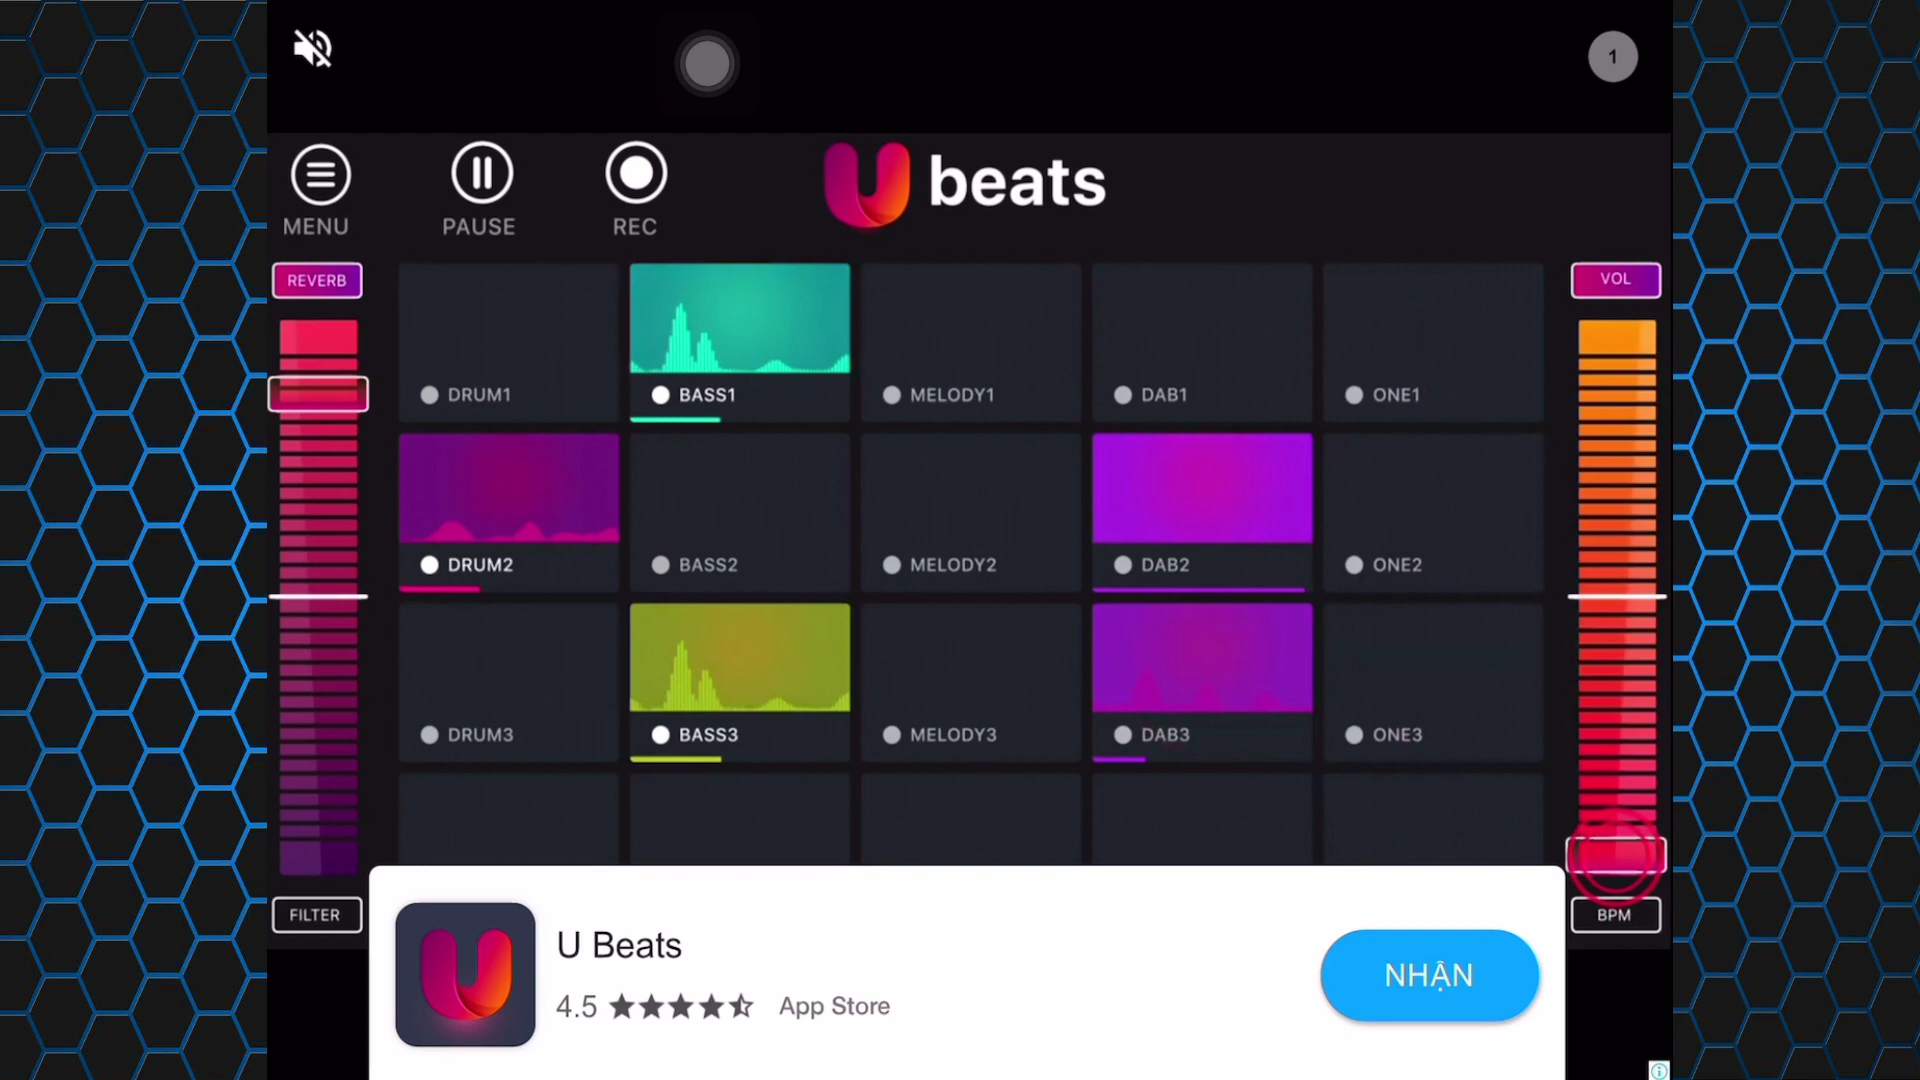 1
U beats
MENU
PAUSE
REC
REVERB
VOL
DRUM1
BASS1
MELODY1
DAB1
ONE1
DRUM2
BASS2
MELODY2
DAB2
ONE2
DRUM3
BASS3
MELODY3
DAB3
ONE3
FILTER
BPM
U Beats
4.5
App Store
NHẬN